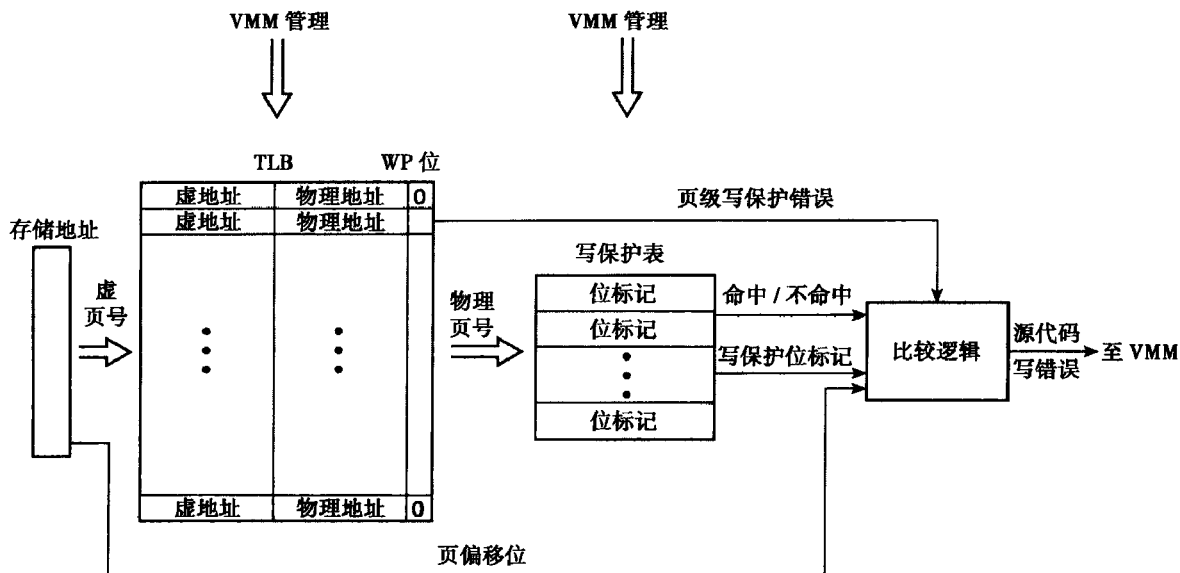 VMM 管理
VMM 管理
TLB
WP 位
虚地址
物理地址
0
虚地址
物理地址
页级写保护错误
存储地址
写保护表
虚
页号
物理
页号
位标记
位标记
位标记
命中 / 不命中
写保护位标记
比较逻辑
源代码
写错误
至 VMM
虚地址
物理地址
0
页偏移位